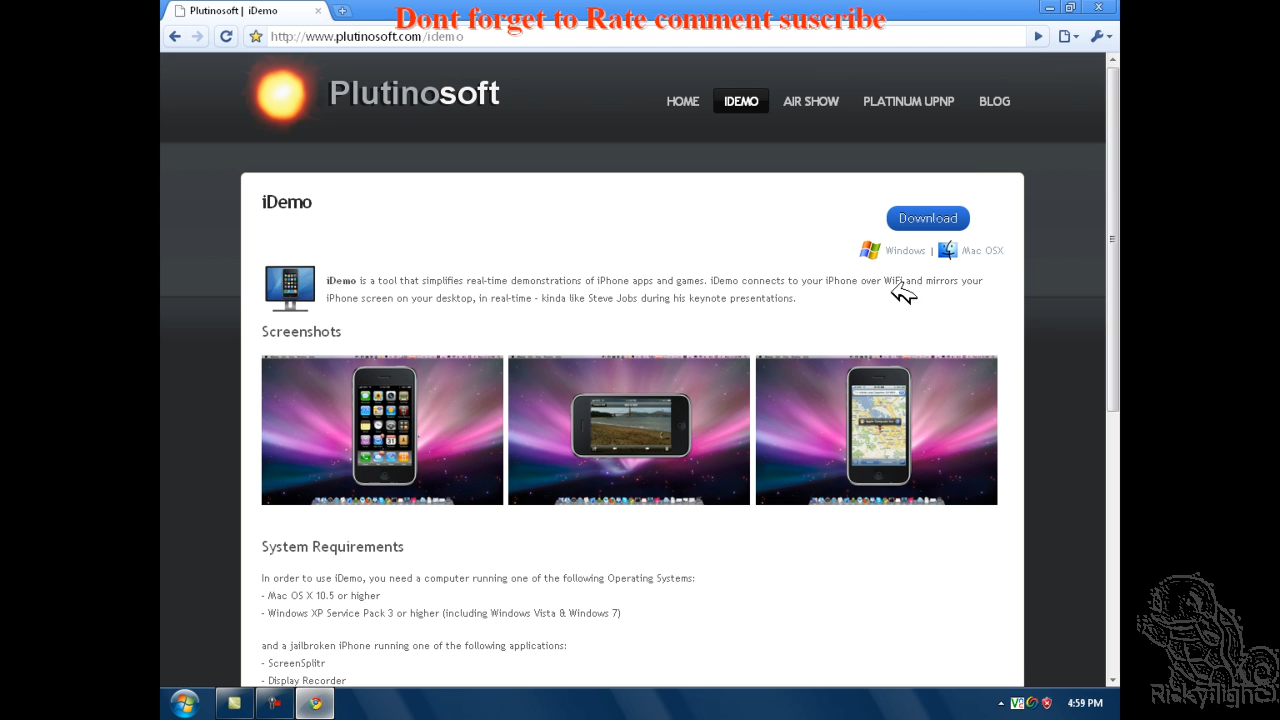 Plutinosoft | iDemo
Dont forget to Rate comment suscribe
http://www.plutinosoft.com/idemo
Plutinosoft
HOME IDEMO AIR SHOW PLATINUM UPNP BLOG
iDemo
Download
Windows | Mac OSX
iDemo is a tool that simplifies real-time demonstrations of iPhone apps and games. iDemo connects to your iPhone over WiFi and mirrors your
iPhone screen on your desktop, in real-time - kinda like Steve Jobs during his keynote presentations.
Screenshots
System Requirements
In order to use iDemo, you need a computer running one of the following Operating Systems:
- Mac OS X 10.5 or higher
- Windows XP Service Pack 3 or higher (including Windows Vista & Windows 7)
and a jailbroken iPhone running one of the following applications:
- ScreenSplitr
- Display Recorder
4:59 PM